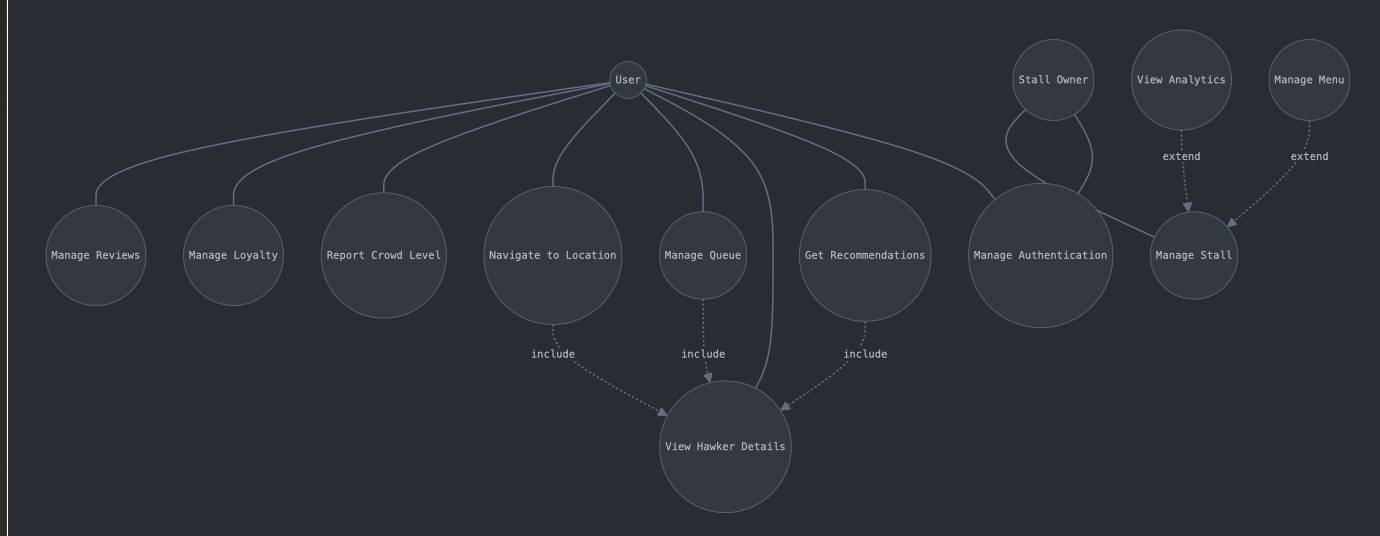 User
Stall Owner
View Analytics
Manage Menu
extend
extend
Manage Reviews
Manage Loyalty
Report Crowd Level
Navigate to Location
Manage Queue
Get Recommendations
Manage Authentication
Manage Stall
include
include
include
View Hawker Details